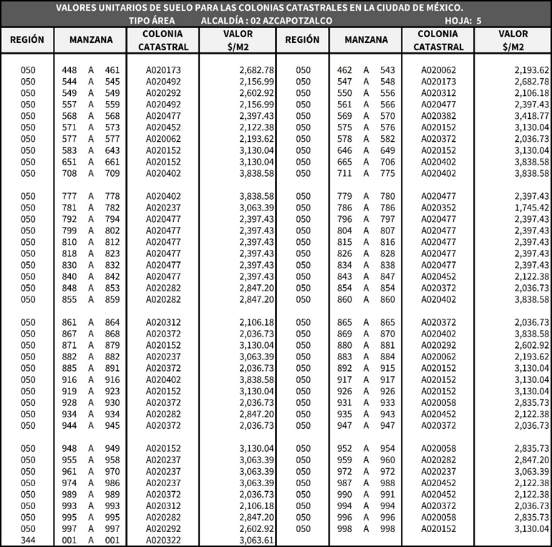 VALORES UNITARIOS DE SUELO PARA LAS COLONIAS CATASTRALES EN LA CIUDAD DE MÉXICO.
TIPO ÁREA ALCALDÍA : 02 AZCAPOTZALCO HOJA: 5
REGIÓN MANZANA COLONIA CATASTRAL VALOR $/M2 REGIÓN MANZANA COLONIA CATASTRAL VALOR $/M2
050 448 A 461 A020173 2,682.78 050 462 A 543 A020062 2,193.62
050 544 A 545 A020492 2,156.99 050 547 A 548 A020173 2,682.78
050 549 A 549 A020292 2,602.92 050 550 A 556 A020312 2,106.18
050 557 A 559 A020492 2,156.99 050 561 A 566 A020477 2,397.43
050 568 A 568 A020477 2,397.43 050 569 A 570 A020382 3,418.77
050 571 A 573 A020452 2,122.38 050 575 A 576 A020152 3,130.04
050 577 A 577 A020062 2,193.62 050 578 A 582 A020372 2,036.73
050 583 A 643 A020152 3,130.04 050 646 A 649 A020152 3,130.04
050 651 A 661 A020152 3,130.04 050 665 A 706 A020402 3,838.58
050 708 A 709 A020402 3,838.58 050 711 A 775 A020402 3,838.58
050 777 A 778 A020402 3,838.58 050 779 A 780 A020477 2,397.43
050 781 A 782 A020237 3,063.39 050 786 A 786 A020352 1,745.42
050 792 A 794 A020477 2,397.43 050 796 A 797 A020477 2,397.43
050 799 A 802 A020477 2,397.43 050 804 A 807 A020477 2,397.43
050 810 A 812 A020477 2,397.43 050 815 A 816 A020477 2,397.43
050 818 A 823 A020477 2,397.43 050 826 A 828 A020477 2,397.43
050 830 A 832 A020477 2,397.43 050 834 A 838 A020477 2,397.43
050 840 A 842 A020477 2,397.43 050 843 A 847 A020452 2,122.38
050 848 A 853 A020282 2,847.20 050 854 A 854 A020372 2,036.73
050 855 A 859 A020282 2,847.20 050 860 A 860 A020402 3,838.58
050 861 A 864 A020312 2,106.18 050 865 A 865 A020372 2,036.73
050 867 A 868 A020372 2,036.73 050 869 A 870 A020402 3,838.58
050 871 A 879 A020152 3,130.04 050 880 A 881 A020292 2,602.92
050 882 A 882 A020237 3,063.39 050 883 A 884 A020062 2,193.62
050 885 A 891 A020372 2,036.73 050 892 A 915 A020152 3,130.04
050 916 A 916 A020402 3,838.58 050 917 A 917 A020152 3,130.04
050 919 A 923 A020152 3,130.04 050 926 A 926 A020152 3,130.04
050 928 A 930 A020372 2,036.73 050 931 A 933 A020058 2,835.73
050 934 A 934 A020282 2,847.20 050 935 A 943 A020452 2,122.38
050 944 A 945 A020372 2,036.73 050 947 A 947 A020372 2,036.73
050 948 A 949 A020152 3,130.04 050 952 A 954 A020058 2,835.73
050 955 A 958 A020237 3,063.39 050 959 A 960 A020282 2,847.20
050 961 A 970 A020237 3,063.39 050 972 A 972 A020237 3,063.39
050 974 A 986 A020237 3,063.39 050 987 A 988 A020452 2,122.38
050 989 A 989 A020372 2,036.73 050 990 A 991 A020452 2,122.38
050 993 A 993 A020312 2,106.18 050 994 A 994 A020372 2,036.73
050 995 A 995 A020282 2,847.20 050 996 A 996 A020058 2,835.73
050 997 A 997 A020292 2,602.92 050 998 A 998 A020152 3,130.04
344 001 A 001 A020322 3,063.61